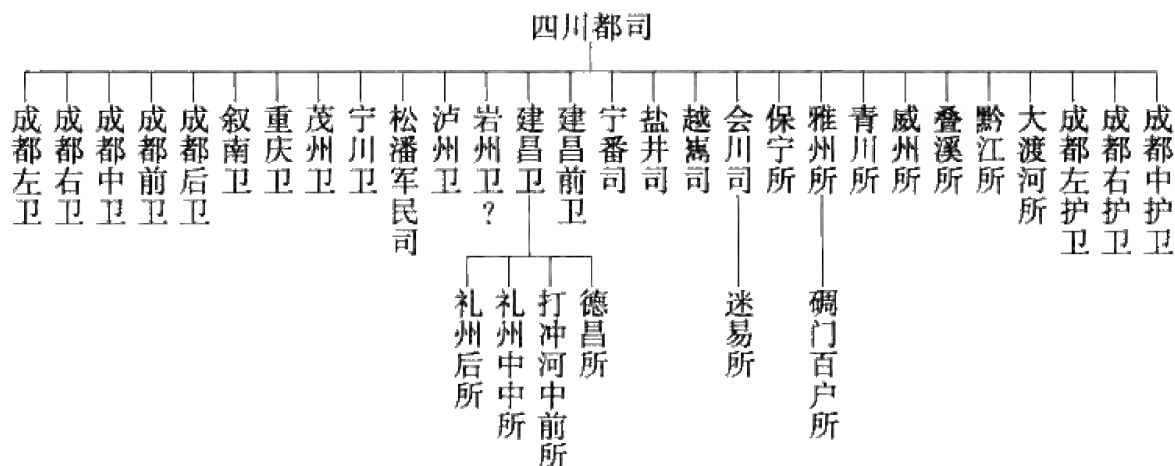 四川都司
成都左卫
成都右卫
成都中卫
成都前卫
成都后卫
叙南卫
重庆卫
茂州卫
宁川卫
松潘军民司
泸州卫
岩州卫?
建昌卫
建昌前卫
宁番司
盐井司
越嶲司
会川司
保宁所
雅州所
青川所
威州所
叠溪所
黔江所
大渡河所
成都左护卫
成都右护卫
成都中护卫
礼州后所
礼州中中所
打冲河中前所
德昌所
迷易所
碉门百户所